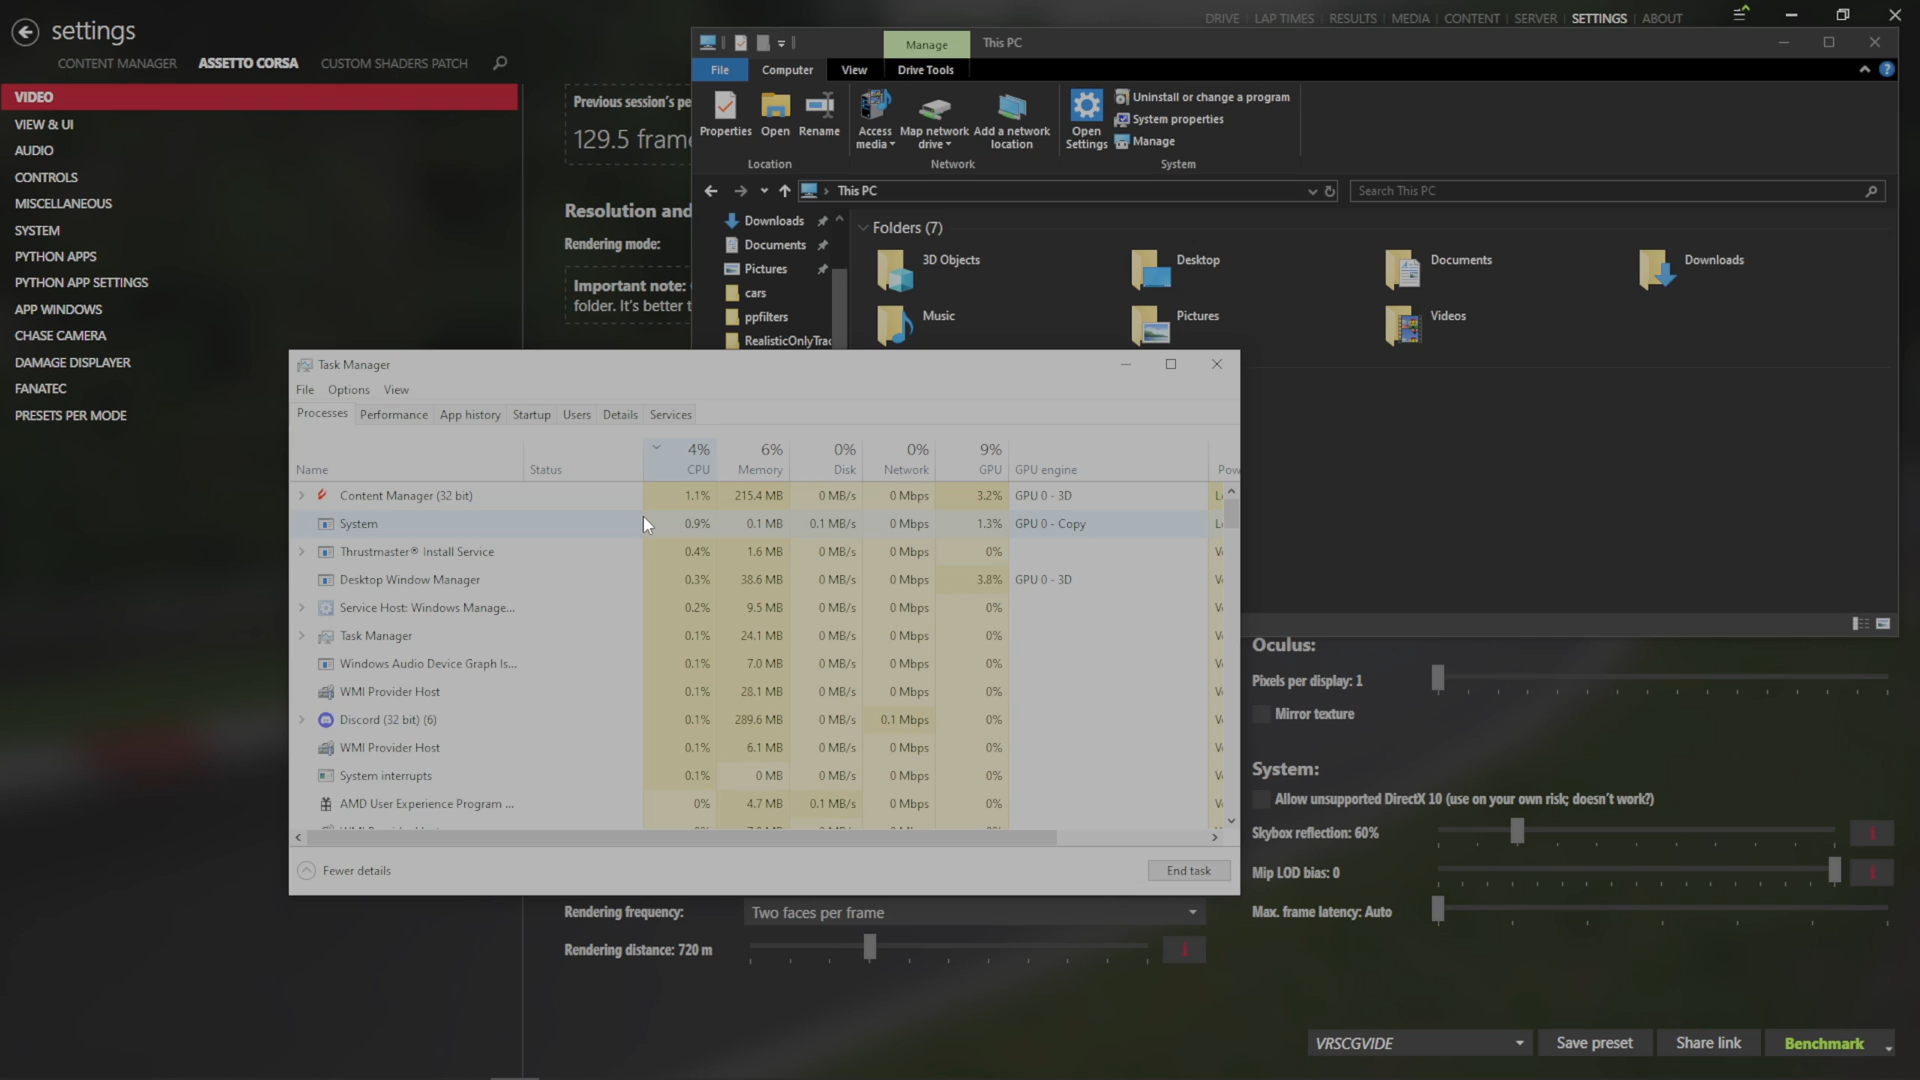 settings
CONTENT MANAGER ASSETTO CORSA CUSTOM SHADERS PATCH
DRIVE LAP TIMES RESULTS MEDIA CONTENT SERVER SETTINGS ABOUT
VIDEO
VIEW & UI
AUDIO
CONTROLS
MISCELLANEOUS
SYSTEM
PYTHON APPS
PYTHON APP SETTINGS
APP WINDOWS
CHASE CAMERA
DAMAGE DISPLAYER
FANATEC
PRESETS PER MODE
Previous session's pe
129.5 frame
Resolution and
Rendering mode:
Important note:
folder. It's better t
Manage This PC
File Computer View Drive Tools
Properties Open Rename
Access media Map network drive Add a network location
Open Settings
Uninstall or change a program
System properties
Manage
Location Network System
This PC
Search This PC
Downloads
Documents
Pictures
cars
ppfilters
RealisticOnlyTrac
Folders (7)
3D Objects Desktop Documents Downloads
Music Pictures Videos
Task Manager
File Options View
Processes Performance App history Startup Users Details Services
4% 6% 0% 0% 9%
Name Status CPU Memory Disk Network GPU GPU engine Pow
Content Manager (32 bit) 1.1% 215.4 MB 0 MB/s 0 Mbps 3.2% GPU 0 - 3D
System 0.9% 0.1 MB 0.1 MB/s 0 Mbps 1.3% GPU 0 - Copy
Thrustmaster® Install Service 0.4% 1.6 MB 0 MB/s 0 Mbps 0%
Desktop Window Manager 0.3% 38.6 MB 0 MB/s 0 Mbps 3.8% GPU 0 - 3D
Service Host: Windows Manage... 0.2% 9.5 MB 0 MB/s 0 Mbps 0%
Task Manager 0.1% 24.1 MB 0 MB/s 0 Mbps 0%
Windows Audio Device Graph Is... 0.1% 7.0 MB 0 MB/s 0 Mbps 0%
WMI Provider Host 0.1% 28.1 MB 0 MB/s 0 Mbps 0%
Discord (32 bit) (6) 0.1% 289.6 MB 0 MB/s 0.1 Mbps 0%
WMI Provider Host 0.1% 6.1 MB 0 MB/s 0 Mbps 0%
System interrupts 0.1% 0 MB 0 MB/s 0 Mbps 0%
AMD User Experience Program ... 0% 4.7 MB 0.1 MB/s 0 Mbps 0%
Fewer details
End task
Rendering frequency: Two faces per frame
Rendering distance: 720 m
Oculus:
Pixels per display: 1
Mirror texture
System:
Allow unsupported DirectX 10 (use on your own risk; doesn't work?)
Skybox reflection: 60%
Mip LOD bias: 0
Max. frame latency: Auto
VRSCGVIDE Save preset Share link Benchmark